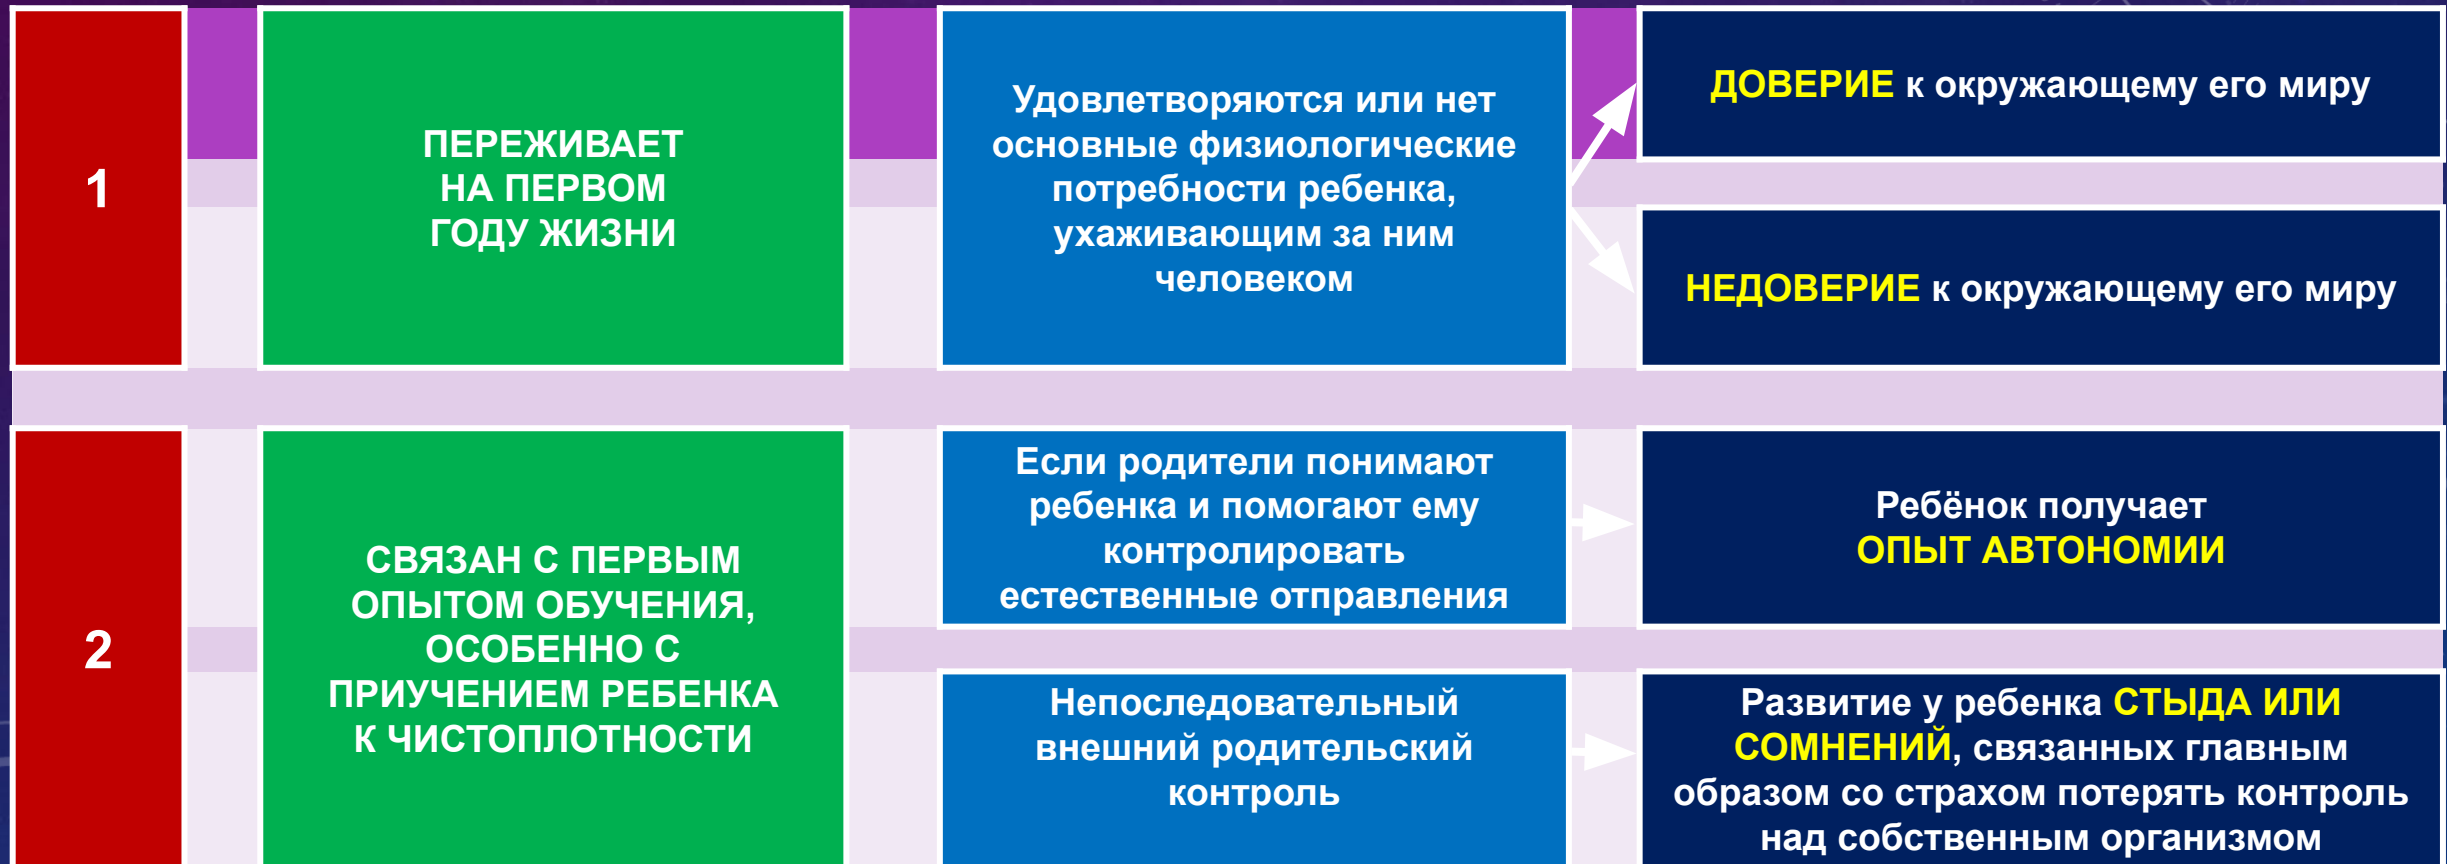 1
ПЕРЕЖИВАЕТ
НА ПЕРВОМ
ГОДУ ЖИЗНИ
Удовлетворяются или нет
основные физиологические
потребности ребенка,
ухаживающим за ним
человеком
ДОВЕРИЕ к окружающему его миру
НЕДОВЕРИЕ к окружающему его миру
2
СВЯЗАН С ПЕРВЫМ
ОПЫТОМ ОБУЧЕНИЯ,
ОСОБЕННО С
ПРИУЧЕНИЕМ РЕБЕНКА
К ЧИСТОПЛОТНОСТИ
Если родители понимают
ребенка и помогают ему
контролировать
естественные отправления
Ребёнок получает
ОПЫТ АВТОНОМИИ
Непоследовательный
внешний родительский
контроль
Развитие у ребенка СТЫДА ИЛИ
СОМНЕНИЙ, связанных главным
образом со страхом потерять контроль
над собственным организмом